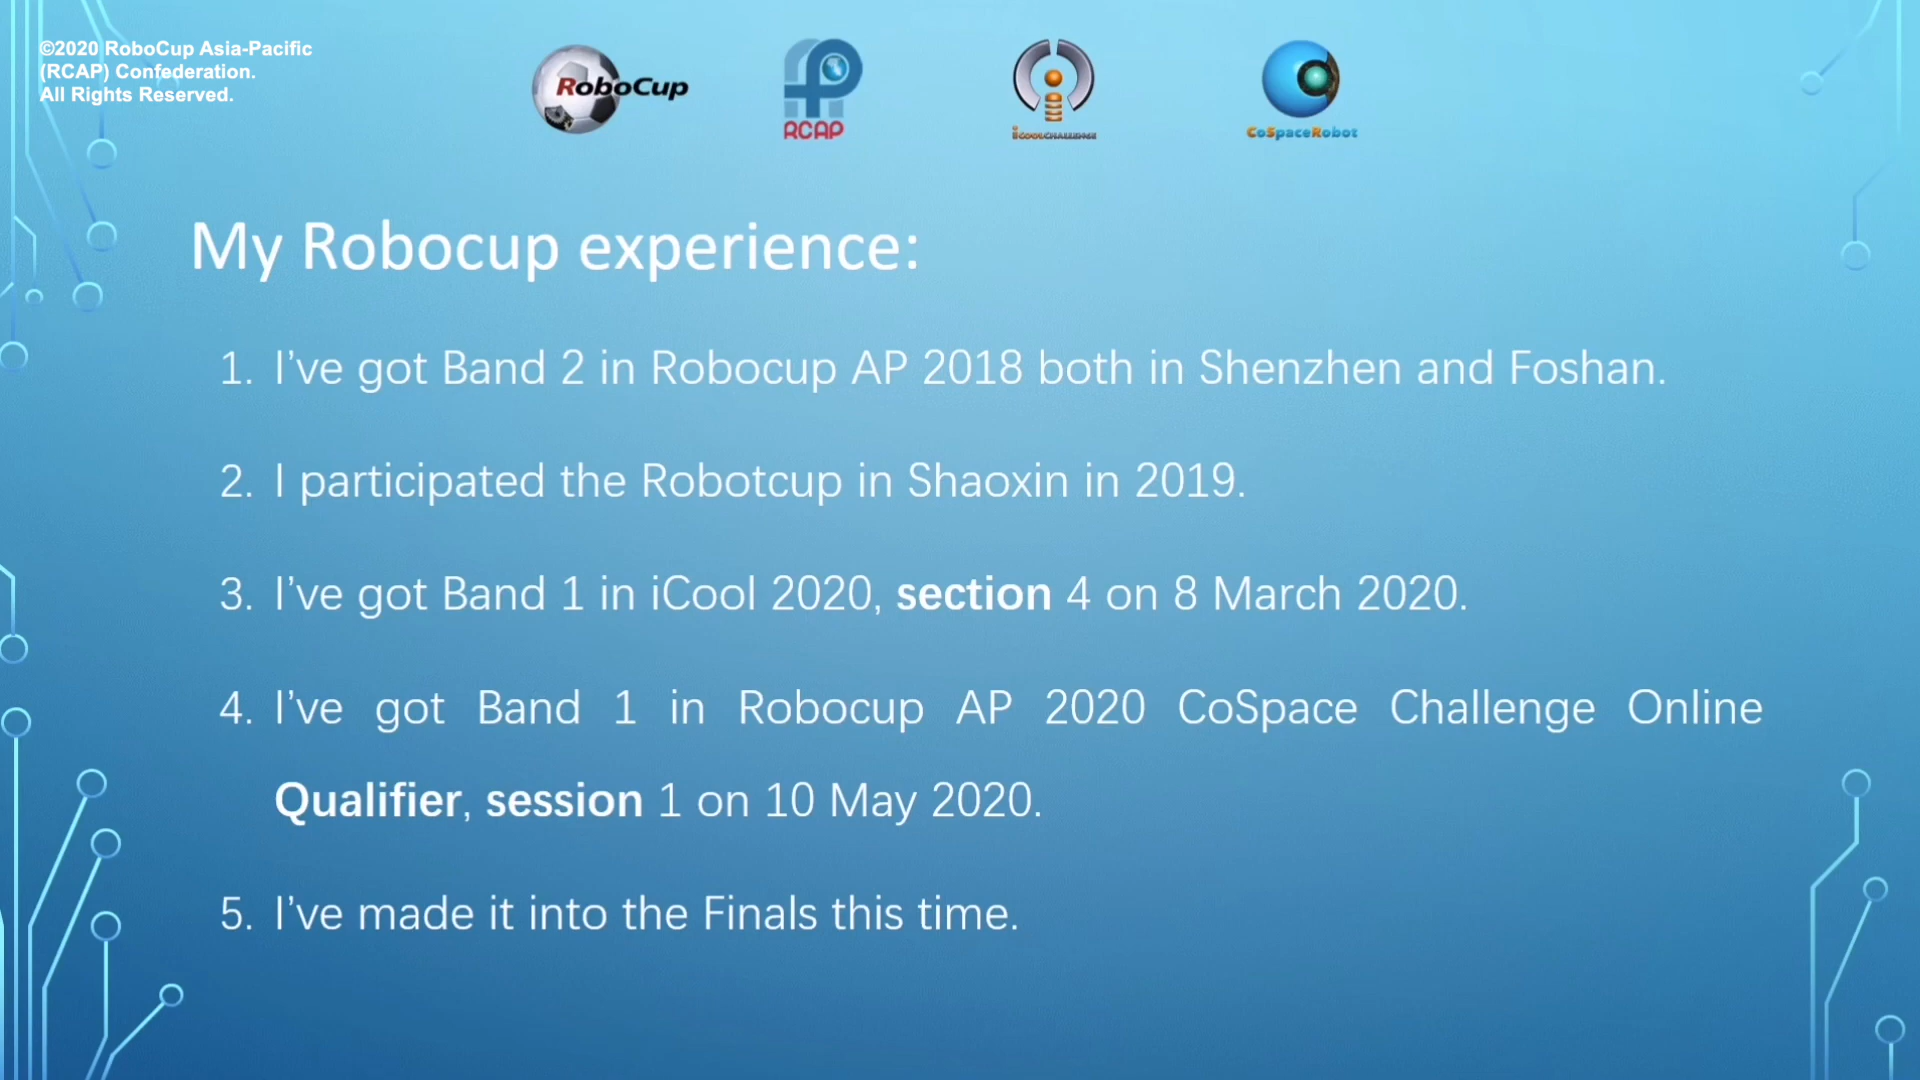 ©2020 RoboCup Asia-Pacific
(RCAP) Confederation.
All Rights Reserved.
RoboCup
RCAP
iCOOLCHALLENGE
CoSpaceRobot
My Robocup experience:
1. I’ve got Band 2 in Robocup AP 2018 both in Shenzhen and Foshan.
2. I participated the Robotcup in Shaoxin in 2019.
3. I’ve got Band 1 in iCool 2020, section 4 on 8 March 2020.
4. I’ve got Band 1 in Robocup AP 2020 CoSpace Challenge Online
Qualifier, session 1 on 10 May 2020.
5. I’ve made it into the Finals this time.